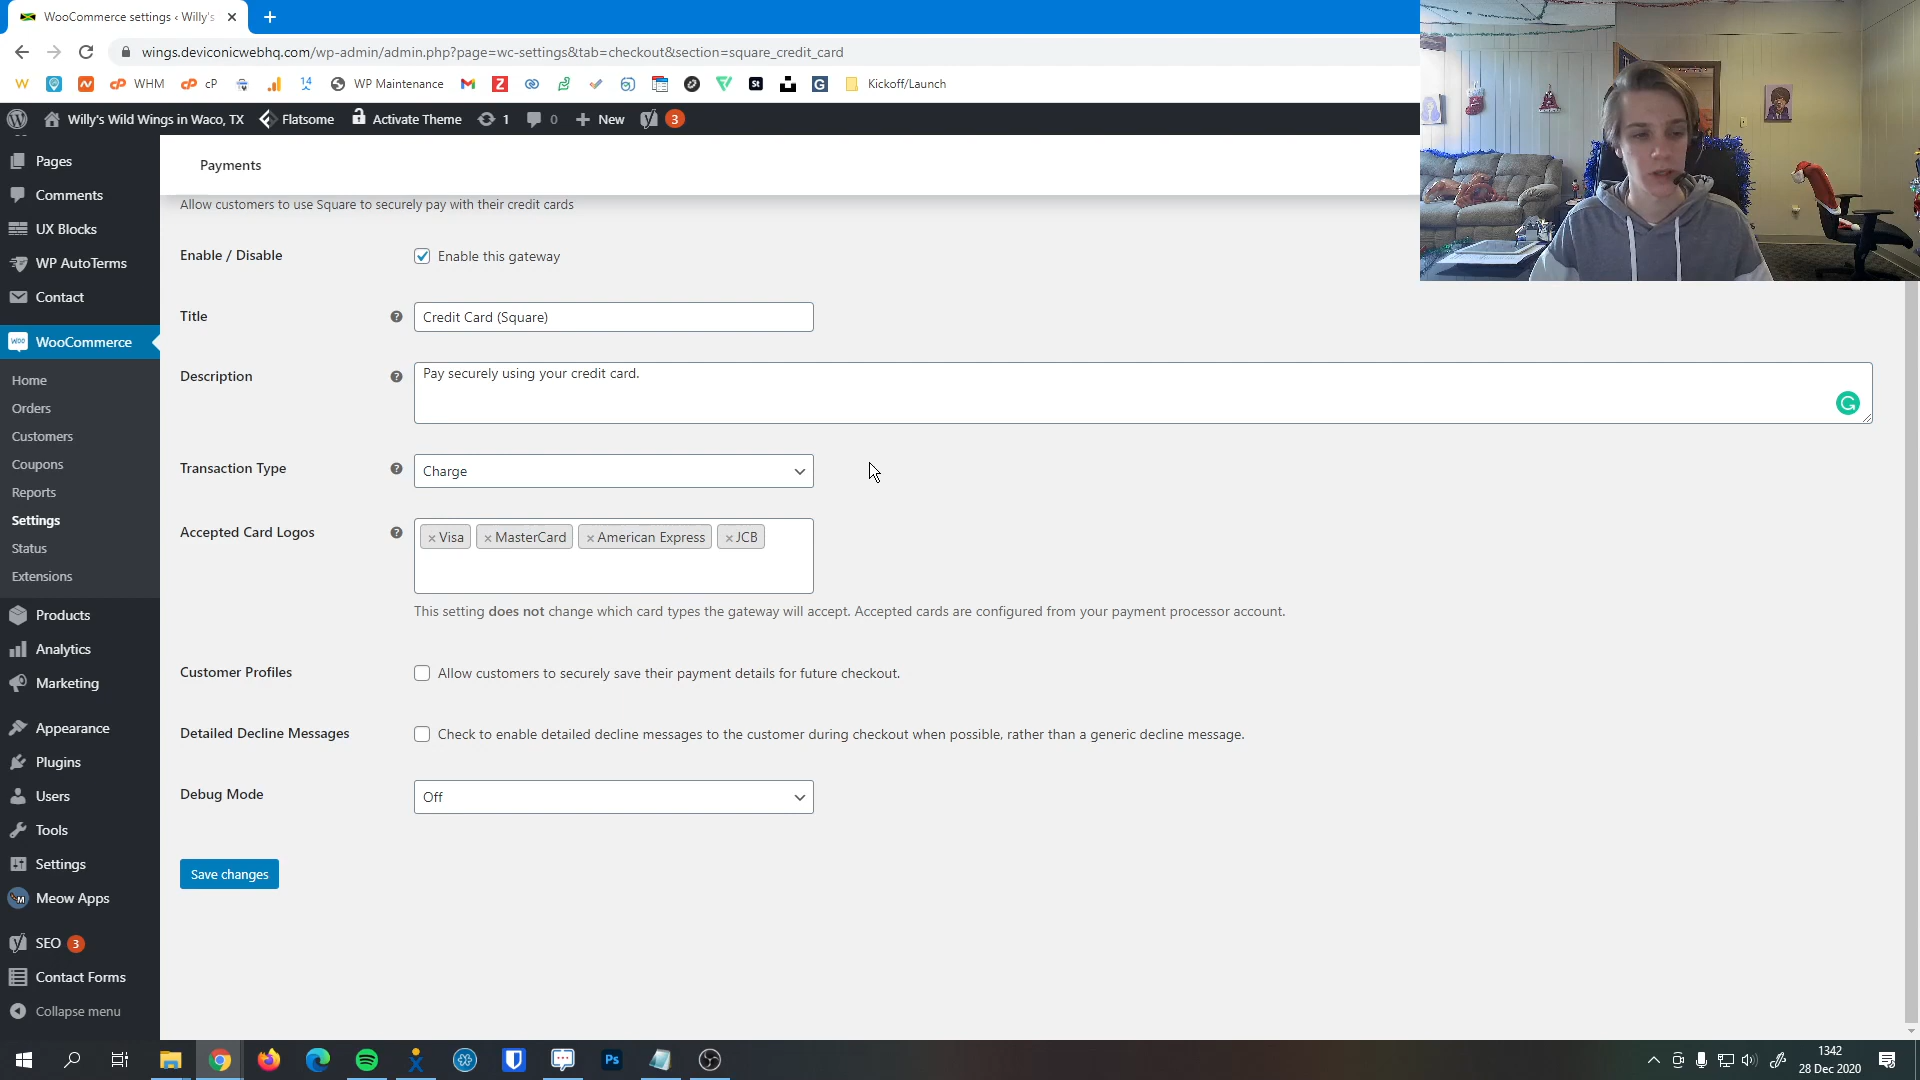 WooCommerce settings ‹ Willy's
wings.deviconicwebhq.com/wp-admin/admin.php?page=wc-settings&tab=checkout&section=square_credit_card
W
cP WHM
cP cP
14
WP Maintenance
Z
St
G
Kickoff/Launch
Willy's Wild Wings in Waco, TX
Flatsome
Activate Theme
1
0
New
3
Payments
Allow customers to use Square to securely pay with their credit cards
Enable / Disable
Enable this gateway
Title
Credit Card (Square)
Description
Pay securely using your credit card.
Transaction Type
Charge
Accepted Card Logos
×Visa ×MasterCard ×American Express ×JCB
This setting does not change which card types the gateway will accept. Accepted cards are configured from your payment processor account.
Customer Profiles
Allow customers to securely save their payment details for future checkout.
Detailed Decline Messages
Check to enable detailed decline messages to the customer during checkout when possible, rather than a generic decline message.
Debug Mode
Off
Save changes
Pages
Comments
UX Blocks
WP AutoTerms
Contact
WooCommerce
Home
Orders
Customers
Coupons
Reports
Settings
Status
Extensions
Products
Analytics
Marketing
Appearance
Plugins
Users
Tools
Settings
Meow Apps
SEO 3
Contact Forms
Collapse menu
Ps
1342
28 Dec 2020